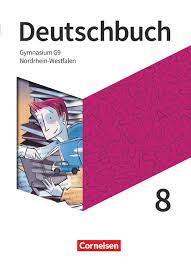 Deutschbuch
Gymnasium G9
Nordrhein-Westfalen
8
Cornelsen